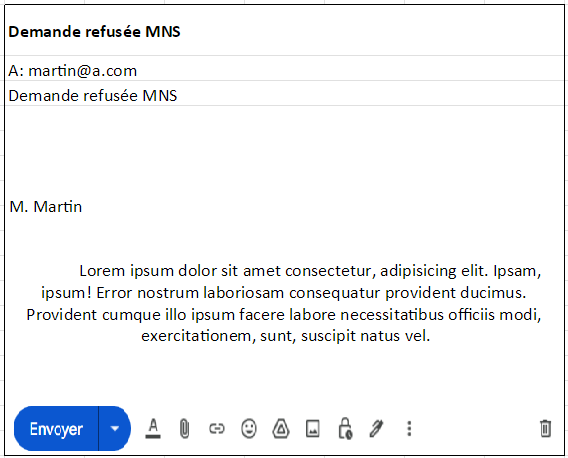 Demande refusée MNS
A: martin@a.com
Demande refusée MNS
M. Martin
Lorem ipsum dolor sit amet consectetur, adipisicing elit. Ipsam,
ipsum! Error nostrum laboriosam consequatur provident ducimus.
Provident cumque illo ipsum facere labore necessitatibus officiis modi,
exercitationem, sunt, suscipit natus vel.
Envoyer
A